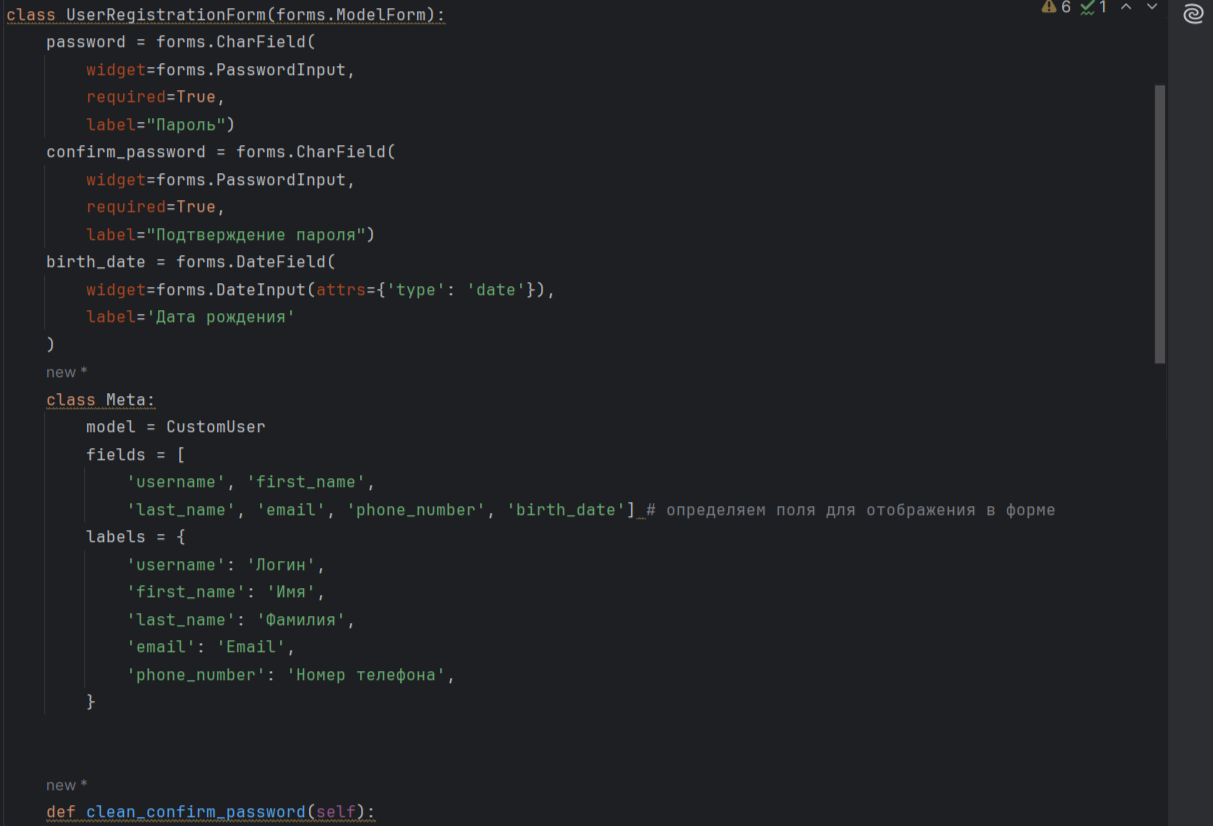 class UserRegistrationForm(forms.ModelForm):
6 1
password = forms.CharField(
widget=forms.PasswordInput,
required=True,
label="Пароль")
confirm_password = forms.CharField(
widget=forms.PasswordInput,
required=True,
label="Подтверждение пароля")
birth_date = forms.DateField(
widget=forms.DateInput(attrs={'type': 'date'}),
label='Дата рождения'
)
new *
class Meta:
model = CustomUser
fields = [
'username', 'first_name',
'last_name', 'email', 'phone_number', 'birth_date'] # определяем поля для отображения в форме
labels = {
'username': 'Логин',
'first_name': 'Имя',
'last_name': 'Фамилия',
'email': 'Email',
'phone_number': 'Номер телефона',
}
new *
def clean_confirm_password(self):